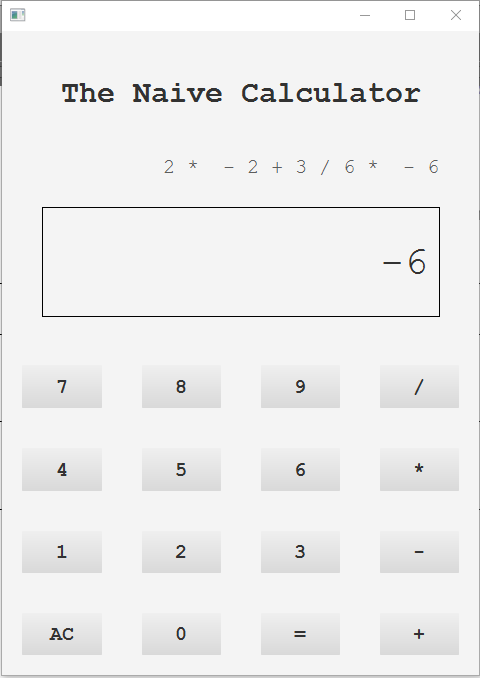 The Naive Calculator
2 *  - 2 + 3 / 6 *  - 6
-6
7 8 9 /
4 5 6 *
1 2 3 -
AC 0 = +